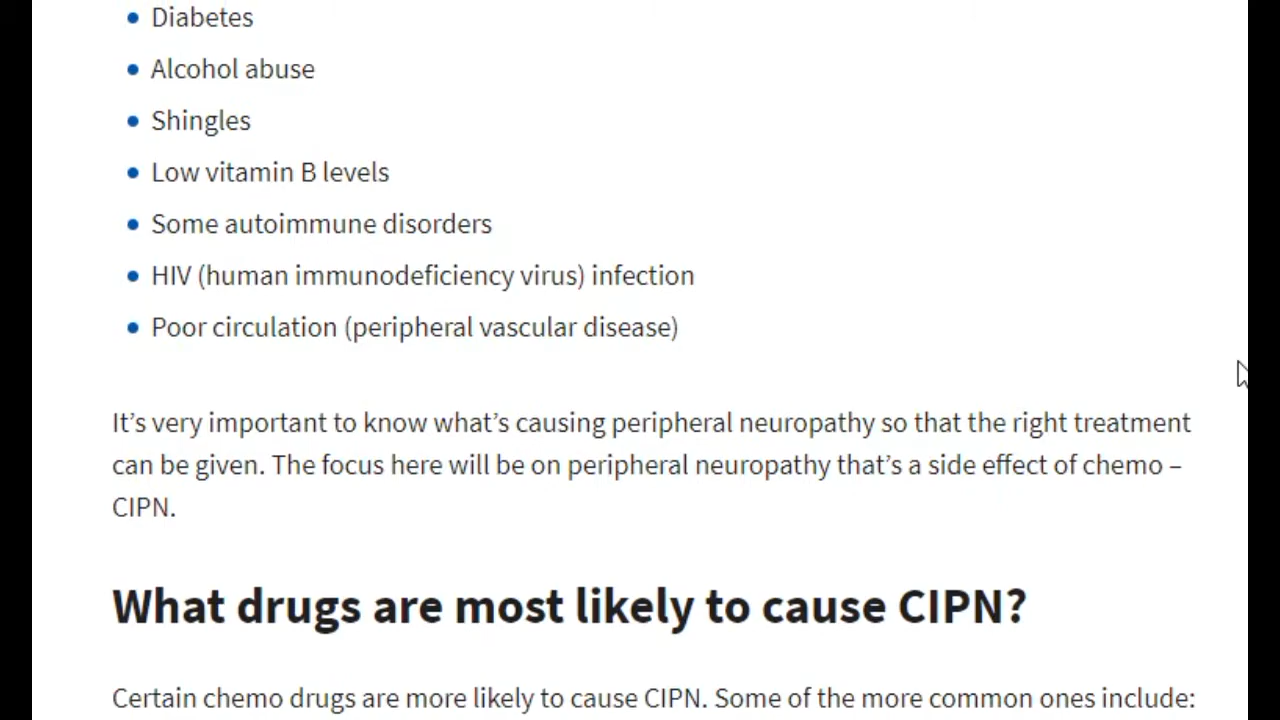 Diabetes
Alcohol abuse
Shingles
Low vitamin B levels
Some autoimmune disorders
HIV (human immunodeficiency virus) infection
Poor circulation (peripheral vascular disease)
It’s very important to know what’s causing peripheral neuropathy so that the right treatment
can be given. The focus here will be on peripheral neuropathy that’s a side effect of chemo –
CIPN.
What drugs are most likely to cause CIPN?
Certain chemo drugs are more likely to cause CIPN. Some of the more common ones include: